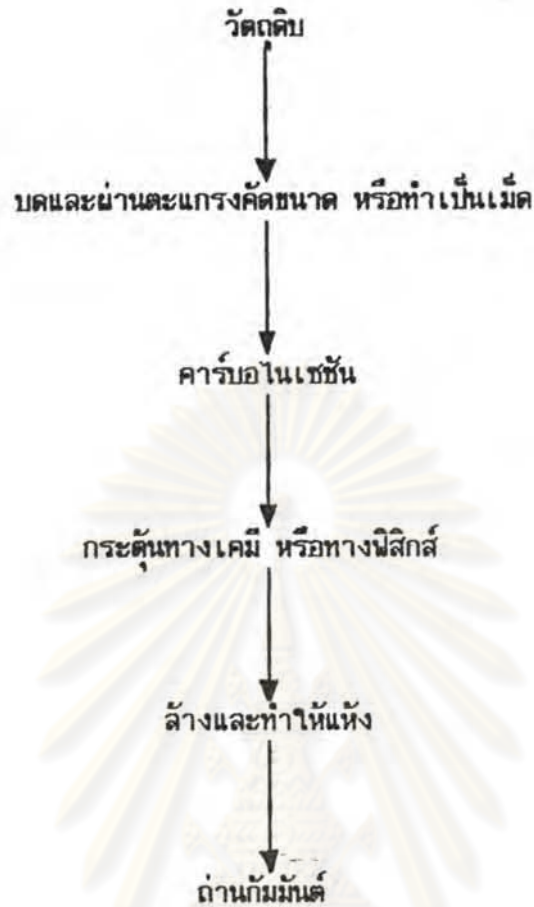 วัตถุดิบ
บดและผ่านตะแกรงคัดขนาด หรือทำเป็นเม็ด
คาร์บอไนเซชัน
กระตุ้นทางเคมี หรือทางฟิสิกส์
ล้างและทำให้แห้ง
ถ่านกัมมันต์